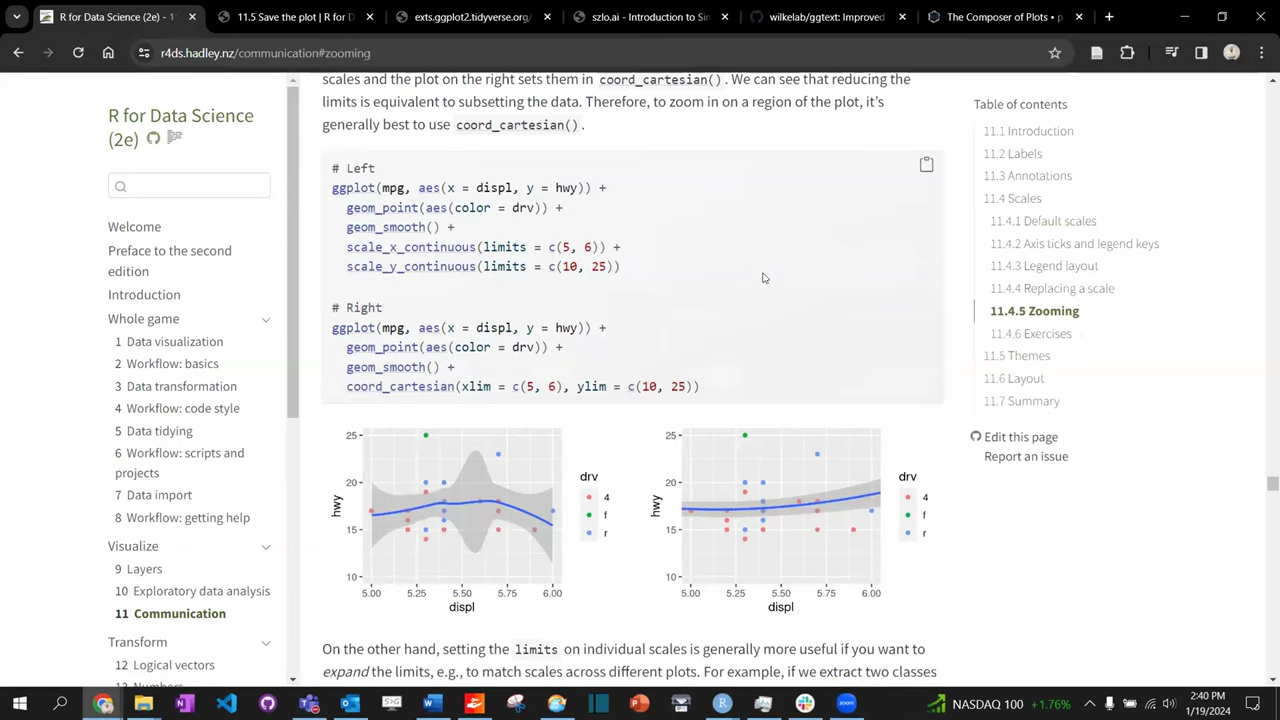 R for Data Science (2e) - 11
11.5 Save the plot | R for D
exts.ggplot2.tidyverse.org/
szlo.ai - Introduction to Sin
wilkelab/ggtext: Improved
The Composer of Plots • p
r4ds.hadley.nz/communication#zooming
R for Data Science
(2e)
Welcome
Preface to the second
edition
Introduction
Whole game
1 Data visualization
2 Workflow: basics
3 Data transformation
4 Workflow: code style
5 Data tidying
6 Workflow: scripts and
projects
7 Data import
8 Workflow: getting help
Visualize
9 Layers
10 Exploratory data analysis
11 Communication
Transform
12 Logical vectors
13 Numbers
scales and the plot on the right sets them in coord_cartesian(). We can see that reducing the
limits is equivalent to subsetting the data. Therefore, to zoom in on a region of the plot, it's
generally best to use coord_cartesian().
# Left
ggplot(mpg, aes(x = displ, y = hwy)) +
geom_point(aes(color = drv)) +
geom_smooth() +
scale_x_continuous(limits = c(5, 6)) +
scale_y_continuous(limits = c(10, 25))
# Right
ggplot(mpg, aes(x = displ, y = hwy)) +
geom_point(aes(color = drv)) +
geom_smooth() +
coord_cartesian(xlim = c(5, 6), ylim = c(10, 25))
25
20
15
10
hwy
5.00 5.25 5.50 5.75 6.00
displ
drv
4
f
r
25
20
15
10
hwy
5.00 5.25 5.50 5.75 6.00
displ
drv
4
f
r
On the other hand, setting the limits on individual scales is generally more useful if you want to
expand the limits, e.g., to match scales across different plots. For example, if we extract two classes
Table of contents
11.1 Introduction
11.2 Labels
11.3 Annotations
11.4 Scales
11.4.1 Default scales
11.4.2 Axis ticks and legend keys
11.4.3 Legend layout
11.4.4 Replacing a scale
11.4.5 Zooming
11.4.6 Exercises
11.5 Themes
11.6 Layout
11.7 Summary
Edit this page
Report an issue
NASDAQ 100 +1.76%
2:40 PM
1/19/2024